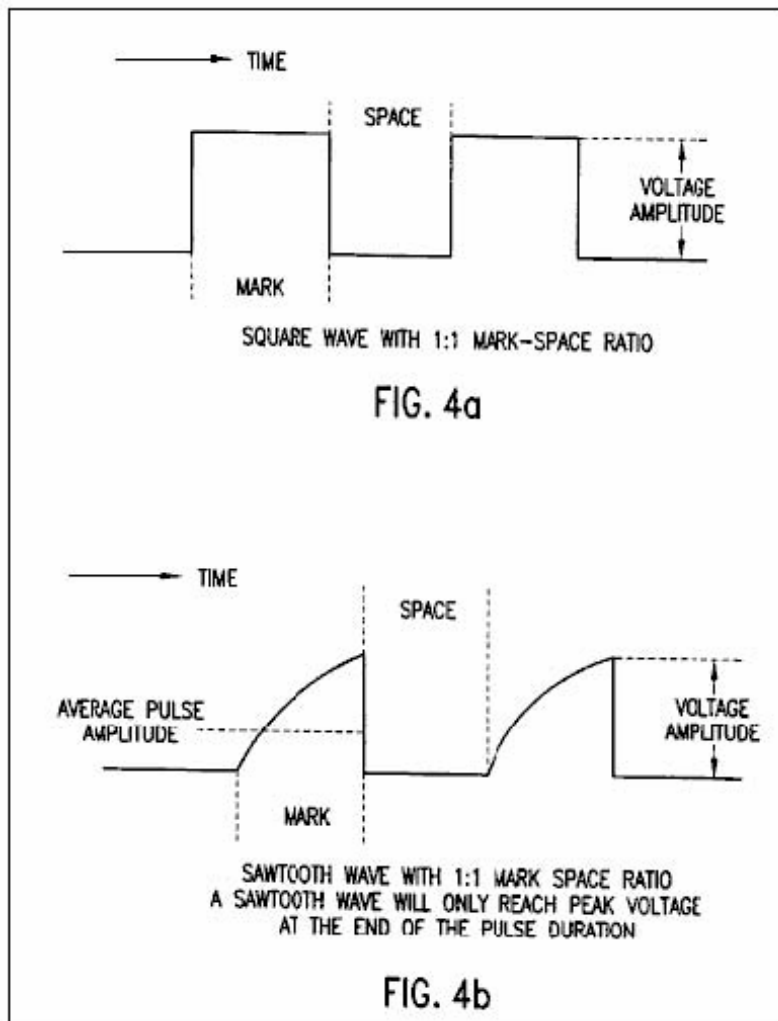 TIME
SPACE
VOLTAGE
AMPLITUDE
MARK
SQUARE WAVE WITH 1:1 MARK-SPACE RATIO
FIG. 4a
TIME
SPACE
AVERAGE PULSE
AMPLITUDE
VOLTAGE
AMPLITUDE
MARK
SAWTOOTH WAVE WITH 1:1 MARK SPACE RATIO
A SAWTOOTH WAVE WILL ONLY REACH PEAK VOLTAGE
AT THE END OF THE PULSE DURATION
FIG. 4b